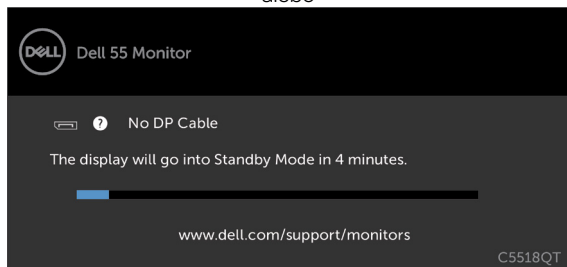 DELL
Dell 55 Monitor
? No DP Cable
The display will go into Standby Mode in 4 minutes.
www.dell.com/support/monitors
C5518QT